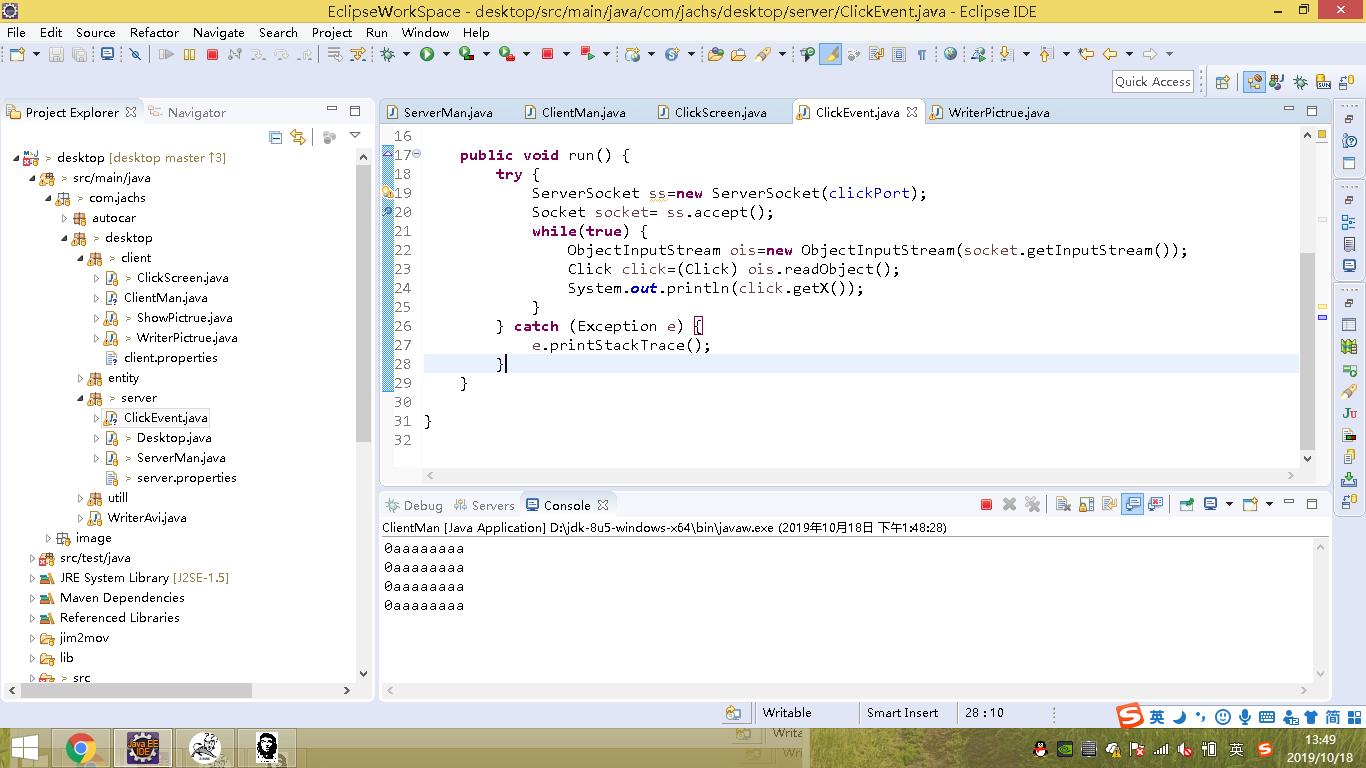 EclipseWorkSpace - desktop/src/main/java/com/jachs/desktop/server/ClickEvent.java - Eclipse IDE
File Edit Source Refactor Navigate Search Project Run Window Help
Quick Access
Project Explorer
Navigator
> desktop [desktop master ↑3]
> src/main/java
> com.jachs
autocar
> desktop
> client
> ClickScreen.java
ClientMan.java
> ShowPictrue.java
> WriterPictrue.java
client.properties
entity
> server
ClickEvent.java
> Desktop.java
> ServerMan.java
> server.properties
utill
WriterAvi.java
image
src/test/java
JRE System Library [J2SE-1.5]
Maven Dependencies
Referenced Libraries
jim2mov
lib
> src
ServerMan.java ClientMan.java ClickScreen.java ClickEvent.java WriterPictrue.java
16
17 public void run() {
18 try {
19 ServerSocket ss=new ServerSocket(clickPort);
20 Socket socket= ss.accept();
21 while(true) {
22 ObjectInputStream ois=new ObjectInputStream(socket.getInputStream());
23 Click click=(Click) ois.readObject();
24 System.out.println(click.getX());
25 }
26 } catch (Exception e) {
27 e.printStackTrace();
28 }
29 }
30
31 }
32
Debug Servers Console
ClientMan [Java Application] D:\jdk-8u5-windows-x64\bin\javaw.exe (2019年10月18日 下午1:48:28)
0aaaaaaaa
0aaaaaaaa
0aaaaaaaa
0aaaaaaaa
Writable Smart Insert 28 : 10
英 简
Java EE
IDE
英
13:49
2019/10/18